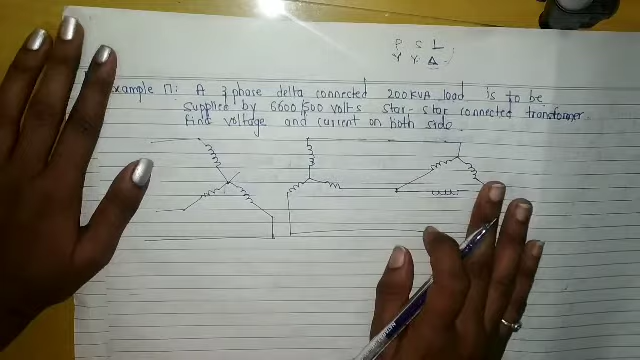 P S L
Y Y Δ
Example 17: A 3 phase delta connected 200KVA load is to be
supplied by 6600/500 volts star-star connected transformer.
Find voltage and current on both side.